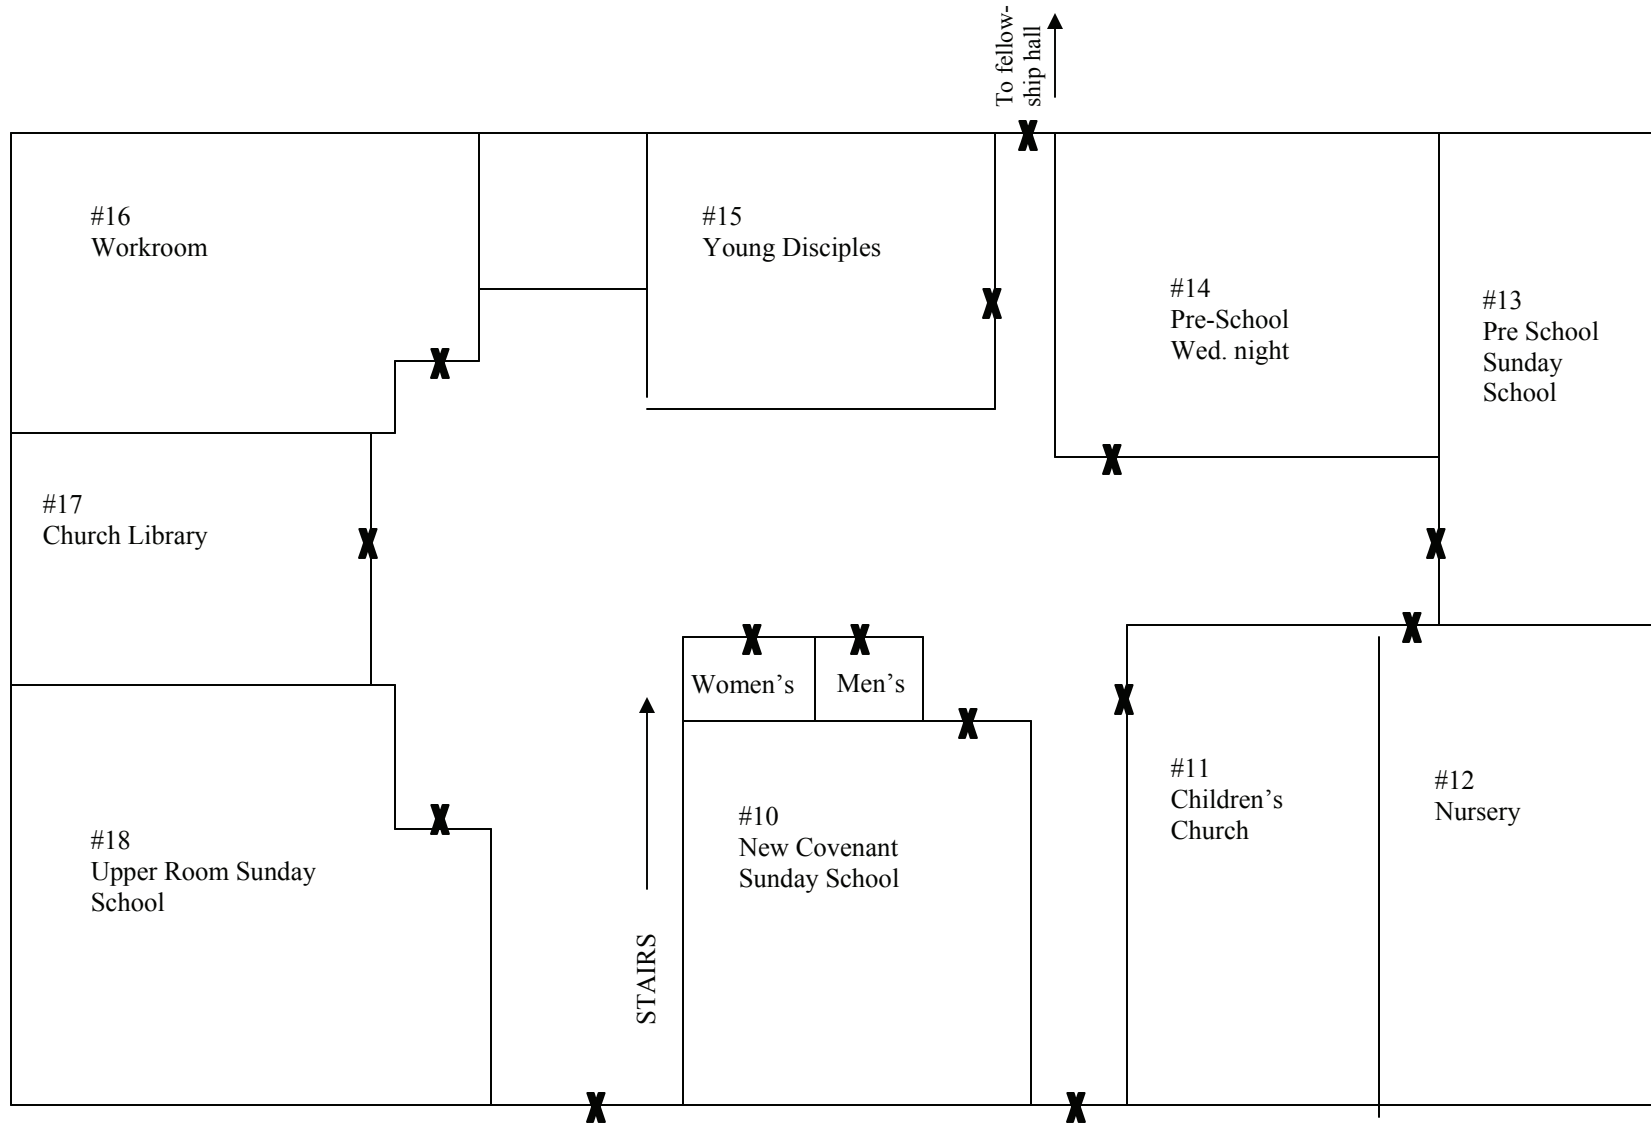 To fellow-
ship hall
#16
Workroom
#15
Young Disciples
#14
Pre-School
Wed. night
#13
Pre School
Sunday
School
#17
Church Library
Women’s
Men’s
#18
Upper Room Sunday
School
STAIRS
#10
New Covenant
Sunday School
#11
Children’s
Church
#12
Nursery